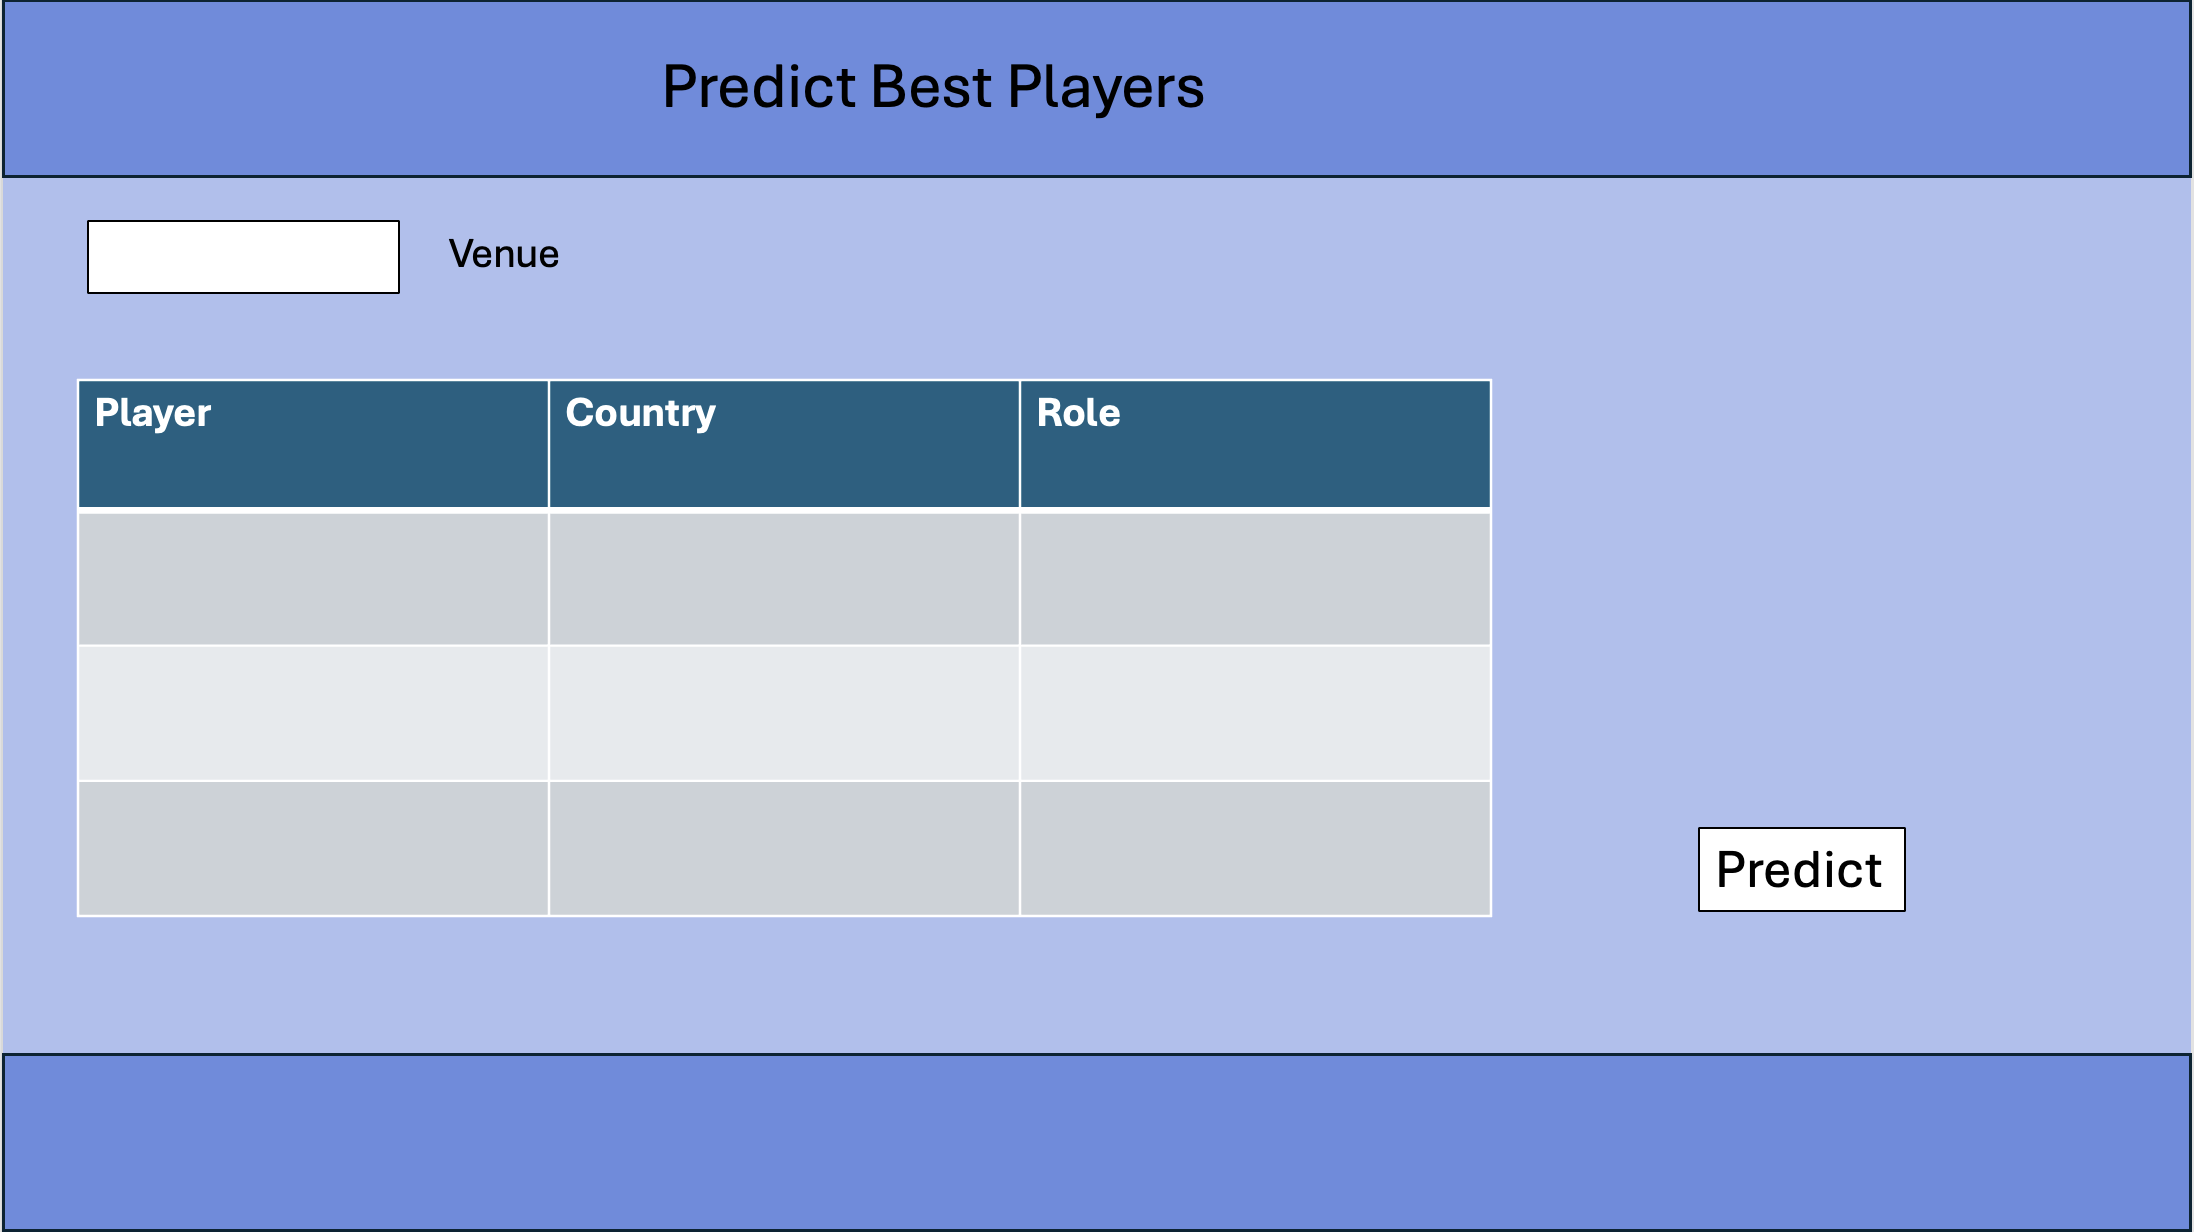 Predict Best Players
Venue
Player Country Role
Predict